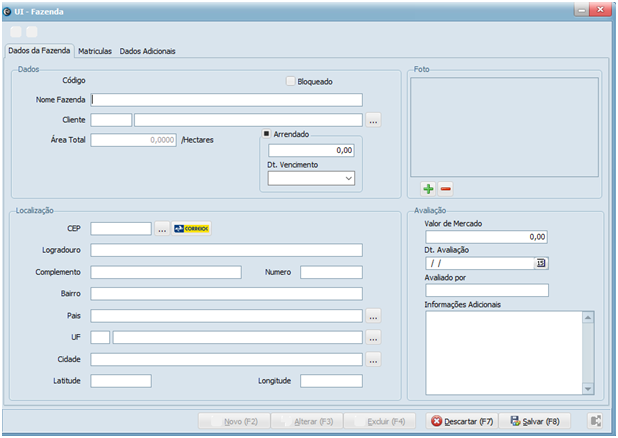 UI - Fazenda
Dados da Fazenda Matriculas Dados Adicionais
Dados
Código
Bloqueado
Nome Fazenda
Cliente ...
Área Total 0,0000 /Hectares
Arrendado
0,00
Dt. Vencimento
Foto
Localização
CEP ... CORREIOS
Logradouro
Complemento Numero
Bairro
Pais ...
UF ...
Cidade ...
Latitude Longitude
Avaliação
Valor de Mercado
0,00
Dt. Avaliação
/ / 15
Avaliado por
Informações Adicionais
Novo (F2) Alterar (F3) Excluir (F4) Descartar (F7) Salvar (F8)